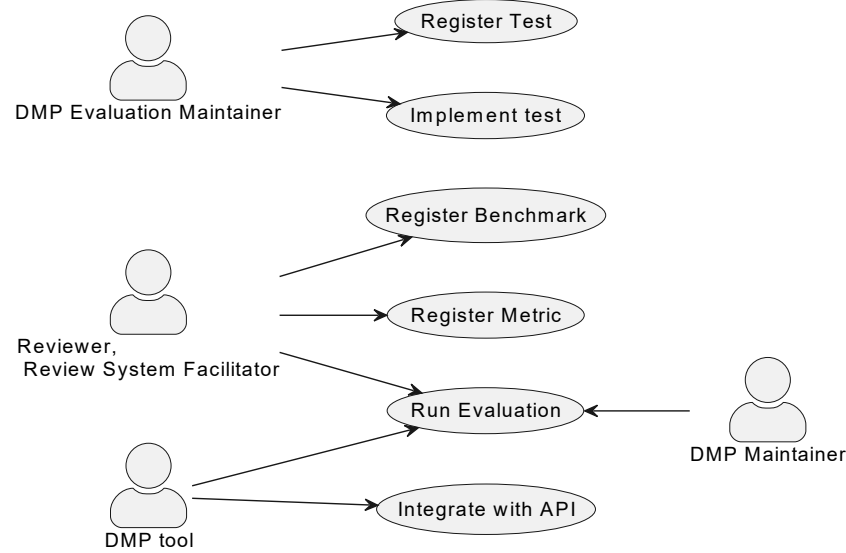 Register Test
DMP Evaluation Maintainer
Implement test
Register Benchmark
Register Metric
Reviewer,
Review System Facilitator
Run Evaluation
DMP Maintainer
Integrate with API
DMP tool